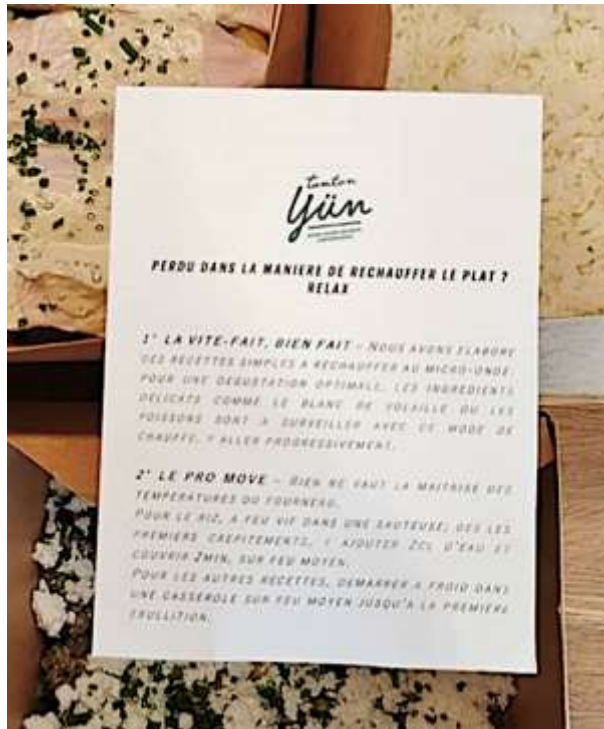 tonton
Yün
PERDU DANS LA MANIERE DE RECHAUFFER LE PLAT ?
RELAX
1° LA VITE-FAIT, BIEN FAIT – NOUS AVONS ELABORE
DES RECETTES SIMPLES A RECHAUFFER AU MICRO-ONDE
POUR UNE DEGUSTATION OPTIMALE. LES INGREDIENTS
DELICATS COMME LE BLANC DE VOLAILLE OU LES
POISSONS SONT A SURVEILLER AVEC CE MODE DE
CHAUFFE, Y ALLER PROGRESSIVEMENT.
2° LE PRO MOVE – RIEN NE VAUT LA MAITRISE DES
TEMPERATURES DU FOURNEAU.
POUR LE RIZ, A FEU VIF DANS UNE SAUTEUSE; DES LES
PREMIERS CREPITEMENTS, Y AJOUTER 2CL D'EAU ET
COUVRIR 2MIN, SUR FEU MOYEN.
POUR LES AUTRES RECETTES, DEMARRER A FROID DANS
UNE CASSEROLE SUR FEU MOYEN JUSQU'A LA PREMIERE
EBULLITION.